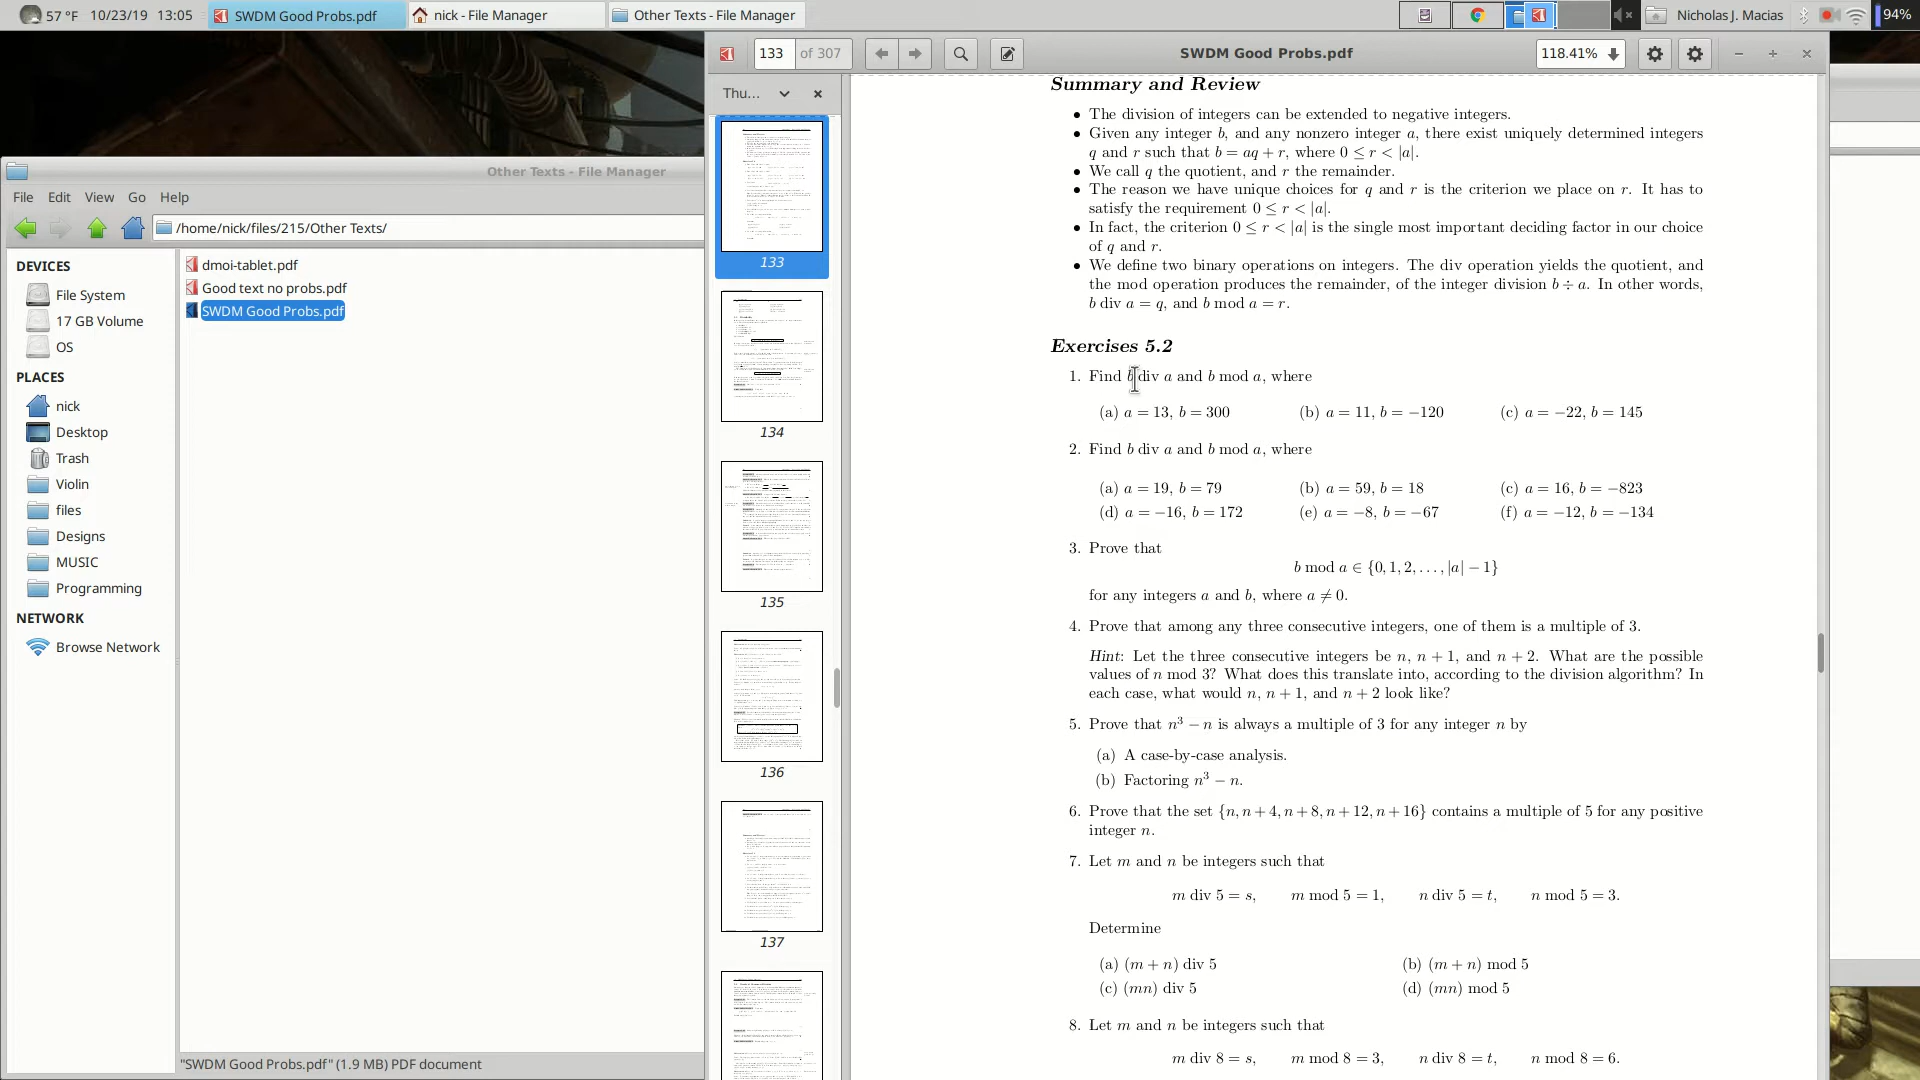 57 °F 10/23/19 13:05 SWDM Good Probs.pdf nick - File Manager Other Texts - File Manager Nicholas J. Macias 94%
133 of 307 SWDM Good Probs.pdf 118.41%
Thu...
133
134
135
136
137
Other Texts - File Manager
File Edit View Go Help
/home/nick/files/215/Other Texts/
DEVICES
File System
17 GB Volume
OS
PLACES
nick
Desktop
Trash
Violin
files
Designs
MUSIC
Programming
NETWORK
Browse Network
dmoi-tablet.pdf
Good text no probs.pdf
SWDM Good Probs.pdf
"SWDM Good Probs.pdf" (1.9 MB) PDF document
Summary and Review
• The division of integers can be extended to negative integers.
• Given any integer b, and any nonzero integer a, there exist uniquely determined integers
q and r such that b = aq + r, where 0 ≤ r < |a|.
• We call q the quotient, and r the remainder.
• The reason we have unique choices for q and r is the criterion we place on r. It has to
satisfy the requirement 0 ≤ r < |a|.
• In fact, the criterion 0 ≤ r < |a| is the single most important deciding factor in our choice
of q and r.
• We define two binary operations on integers. The div operation yields the quotient, and
the mod operation produces the remainder, of the integer division b ÷ a. In other words,
b div a = q, and b mod a = r.
Exercises 5.2
1. Find b div a and b mod a, where
(a) a = 13, b = 300 (b) a = 11, b = −120 (c) a = −22, b = 145
2. Find b div a and b mod a, where
(a) a = 19, b = 79 (b) a = 59, b = 18 (c) a = 16, b = −823
(d) a = −16, b = 172 (e) a = −8, b = −67 (f) a = −12, b = −134
3. Prove that
b mod a ∈ {0, 1, 2, . . . , |a| − 1}
for any integers a and b, where a ≠ 0.
4. Prove that among any three consecutive integers, one of them is a multiple of 3.
Hint: Let the three consecutive integers be n, n + 1, and n + 2. What are the possible
values of n mod 3? What does this translate into, according to the division algorithm? In
each case, what would n, n + 1, and n + 2 look like?
5. Prove that n³ − n is always a multiple of 3 for any integer n by
(a) A case-by-case analysis.
(b) Factoring n³ − n.
6. Prove that the set {n, n + 4, n + 8, n + 12, n + 16} contains a multiple of 5 for any positive
integer n.
7. Let m and n be integers such that
m div 5 = s, m mod 5 = 1, n div 5 = t, n mod 5 = 3.
Determine
(a) (m + n) div 5 (b) (m + n) mod 5
(c) (mn) div 5 (d) (mn) mod 5
8. Let m and n be integers such that
m div 8 = s, m mod 8 = 3, n div 8 = t, n mod 8 = 6.